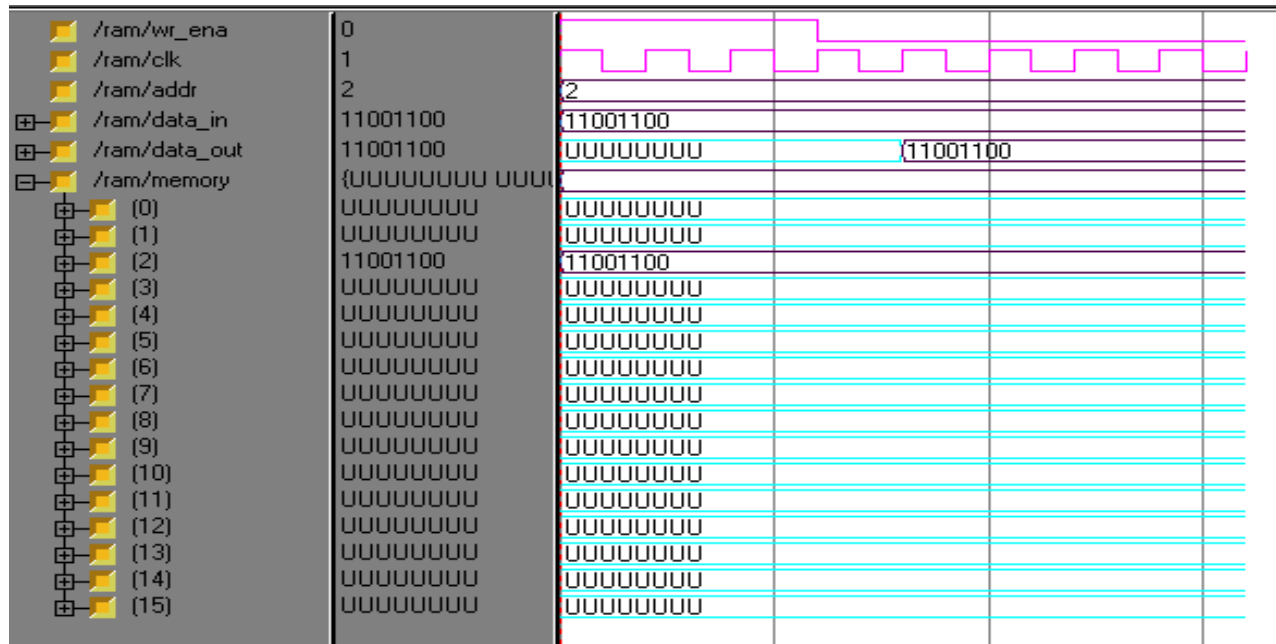 /ram/wr_ena 0
/ram/clk 1
/ram/addr 2 2
/ram/data_in 11001100 11001100
/ram/data_out 11001100 UUUUUUUU 11001100
/ram/memory {UUUUUUUU UUUU
(0) UUUUUUUU UUUUUUUU
(1) UUUUUUUU UUUUUUUU
(2) 11001100 11001100
(3) UUUUUUUU UUUUUUUU
(4) UUUUUUUU UUUUUUUU
(5) UUUUUUUU UUUUUUUU
(6) UUUUUUUU UUUUUUUU
(7) UUUUUUUU UUUUUUUU
(8) UUUUUUUU UUUUUUUU
(9) UUUUUUUU UUUUUUUU
(10) UUUUUUUU UUUUUUUU
(11) UUUUUUUU UUUUUUUU
(12) UUUUUUUU UUUUUUUU
(13) UUUUUUUU UUUUUUUU
(14) UUUUUUUU UUUUUUUU
(15) UUUUUUUU UUUUUUUU